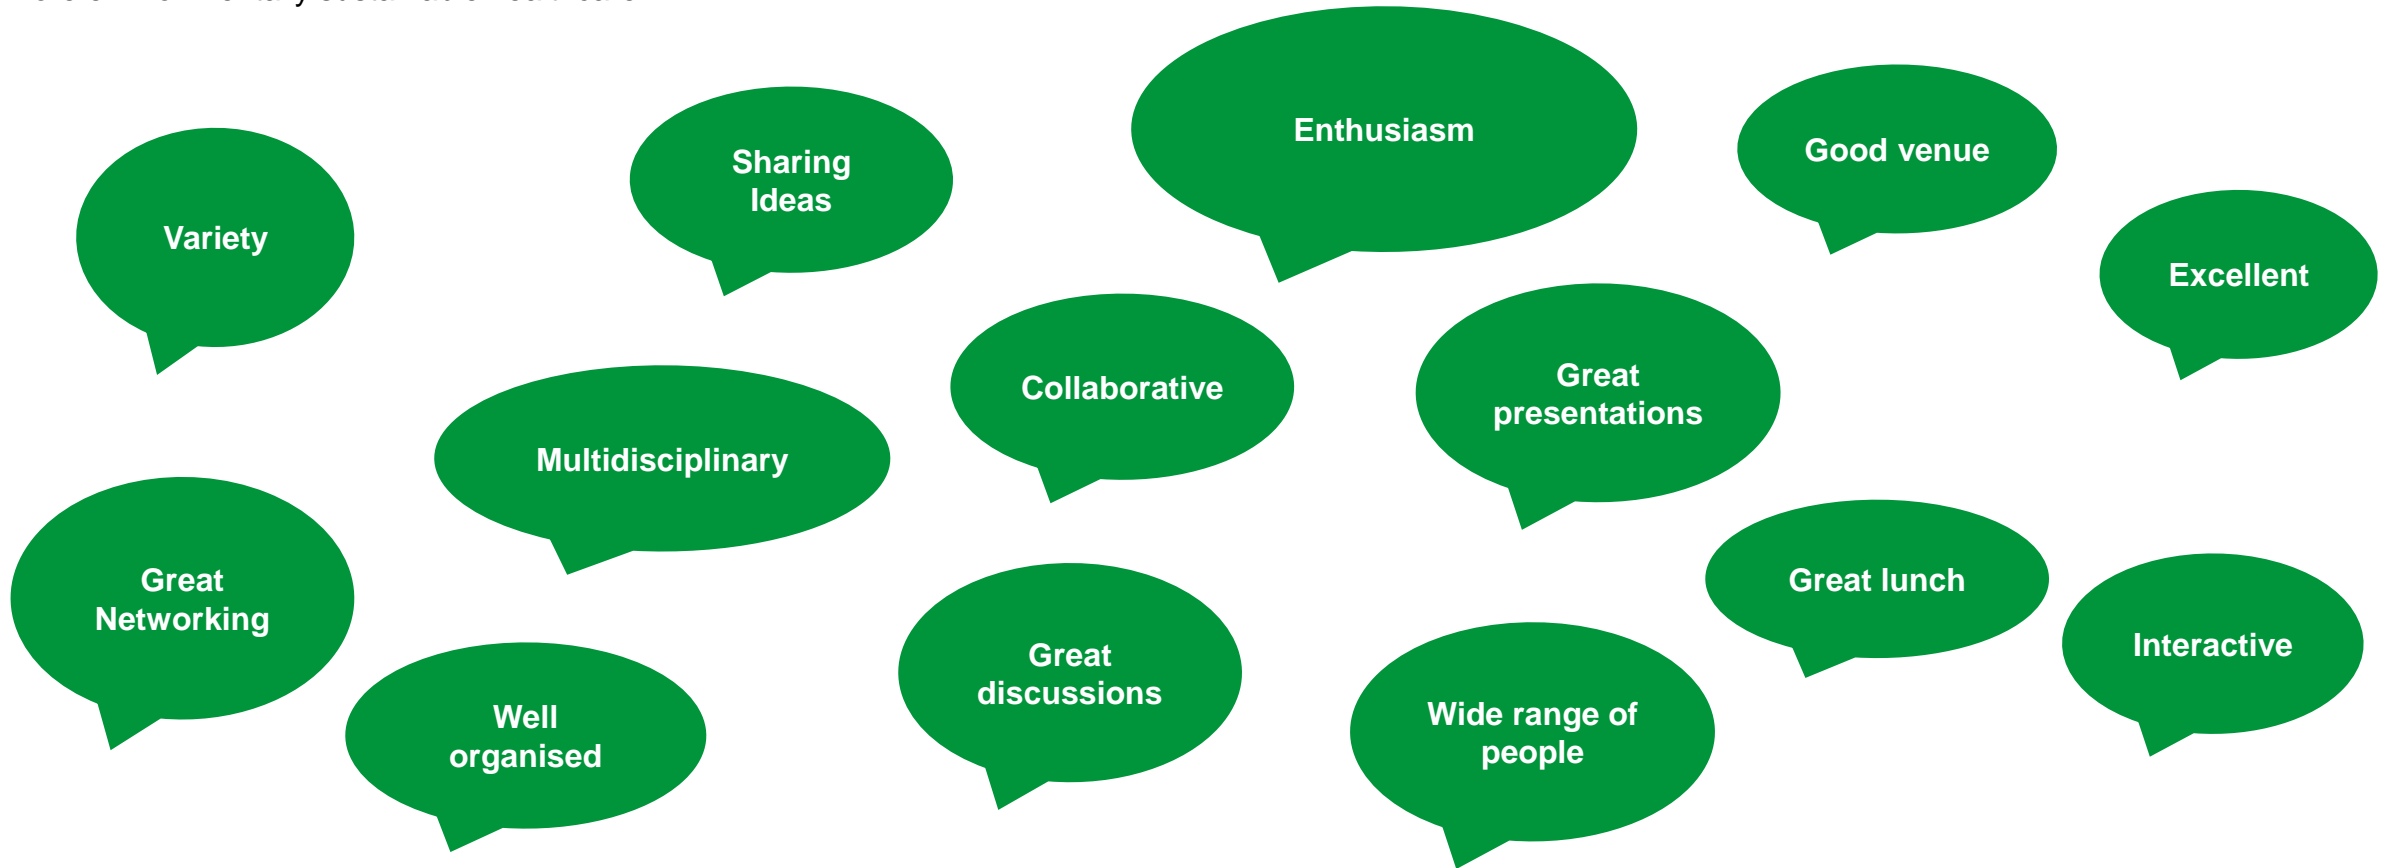 Enthusiasm
Good venue
Sharing
Ideas
Variety
Excellent
Collaborative
Great
presentations
Multidisciplinary
Great
Networking
Great lunch
Interactive
Great
discussions
Well
organised
Wide range of
people